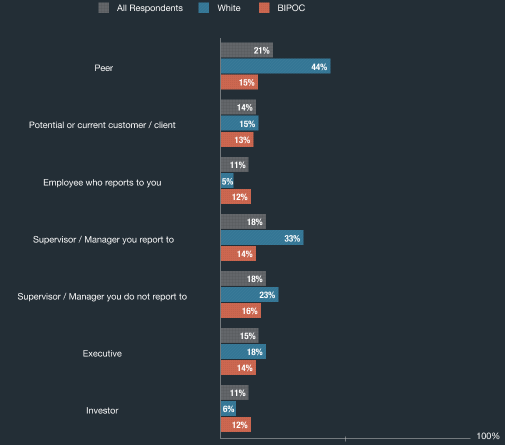 All Respondents White BIPOC
Peer
21%
44%
15%
Potential or current customer / client
14%
15%
13%
Employee who reports to you
11%
5%
12%
Supervisor / Manager you report to
18%
33%
14%
Supervisor / Manager you do not report to
18%
23%
16%
Executive
15%
18%
14%
Investor
11%
6%
12%
100%